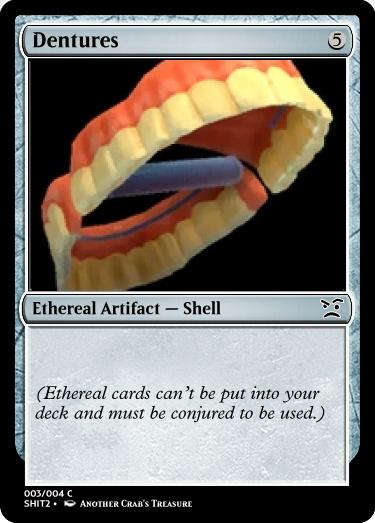 Dentures 5
Ethereal Artifact — Shell
(Ethereal cards can't be put into your
deck and must be conjured to be used.)
003/004 C
SHIT2 • Another Crab's Treasure